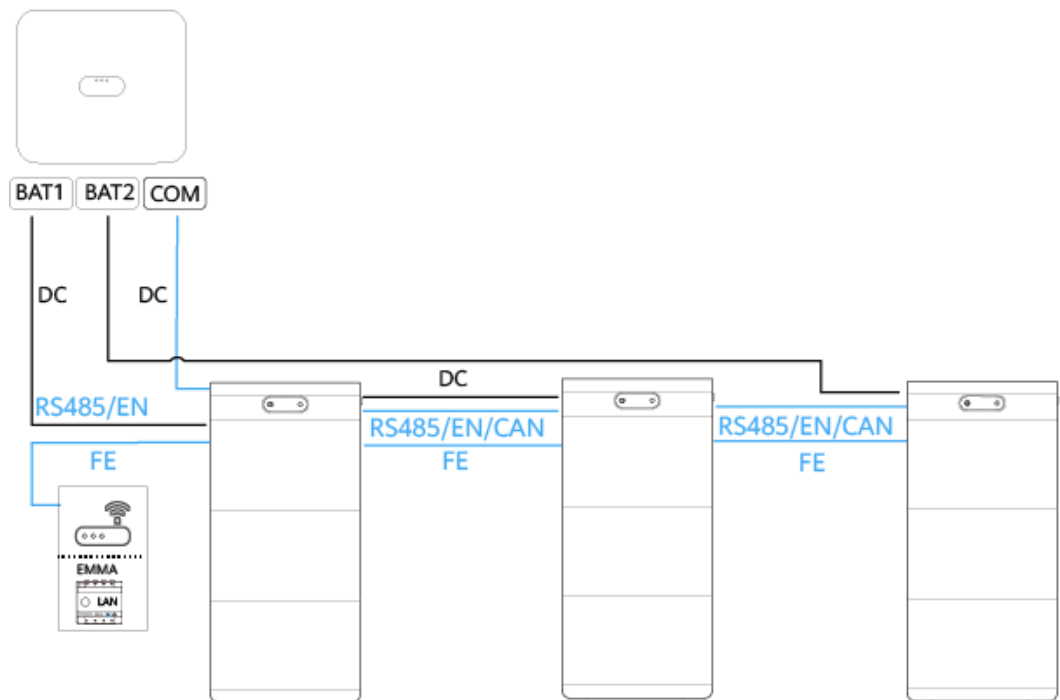 BAT1 BAT2 COM
DC DC
DC
RS485/EN
RS485/EN/CAN
RS485/EN/CAN
FE
FE
FE
EMMA
LAN